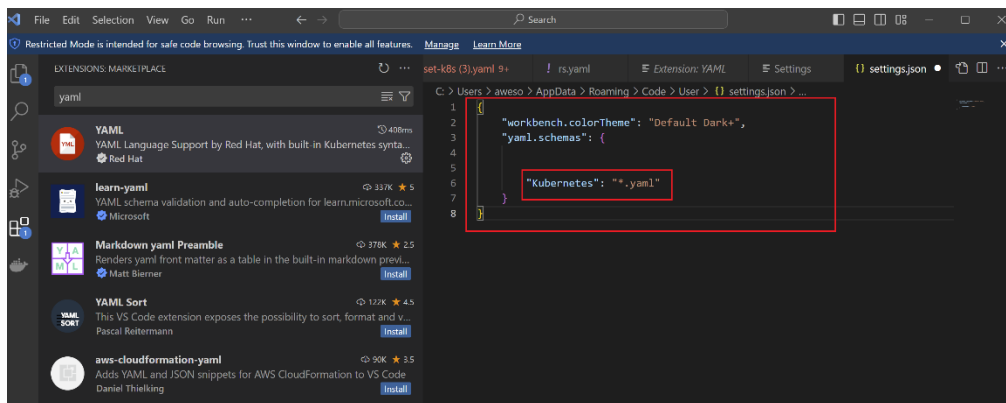 File Edit Selection View Go Run ··· Search
Restricted Mode is intended for safe code browsing. Trust this window to enable all features. Manage Learn More
EXTENSIONS: MARKETPLACE
yaml
YAML 408ms
YAML Language Support by Red Hat, with built-in Kubernetes synta...
Red Hat
learn-yaml 337K ★ 5
YAML schema validation and auto-completion for learn.microsoft.co...
Microsoft Install
Markdown yaml Preamble 378K ★ 2.5
Renders yaml front matter as a table in the built-in markdown previ...
Matt Bierner Install
YAML Sort 122K ★ 4.5
This VS Code extension exposes the possibility to sort, format and v...
Pascal Reitermann Install
aws-cloudformation-yaml 90K ★ 3.5
Adds YAML and JSON snippets for AWS CloudFormation to VS Code
Daniel Thielking Install
YML
YAML
YAML
SORT
1
1
set-k8s (3).yaml 9+ ! rs.yaml Extension: YAML Settings {} settings.json ●
C: > Users > aweso > AppData > Roaming > Code > User > {} settings.json > ...
1 {
2 "workbench.colorTheme": "Default Dark+",
3 "yaml.schemas": {
4
5
6 "Kubernetes": "*.yaml"
7 }
8 }